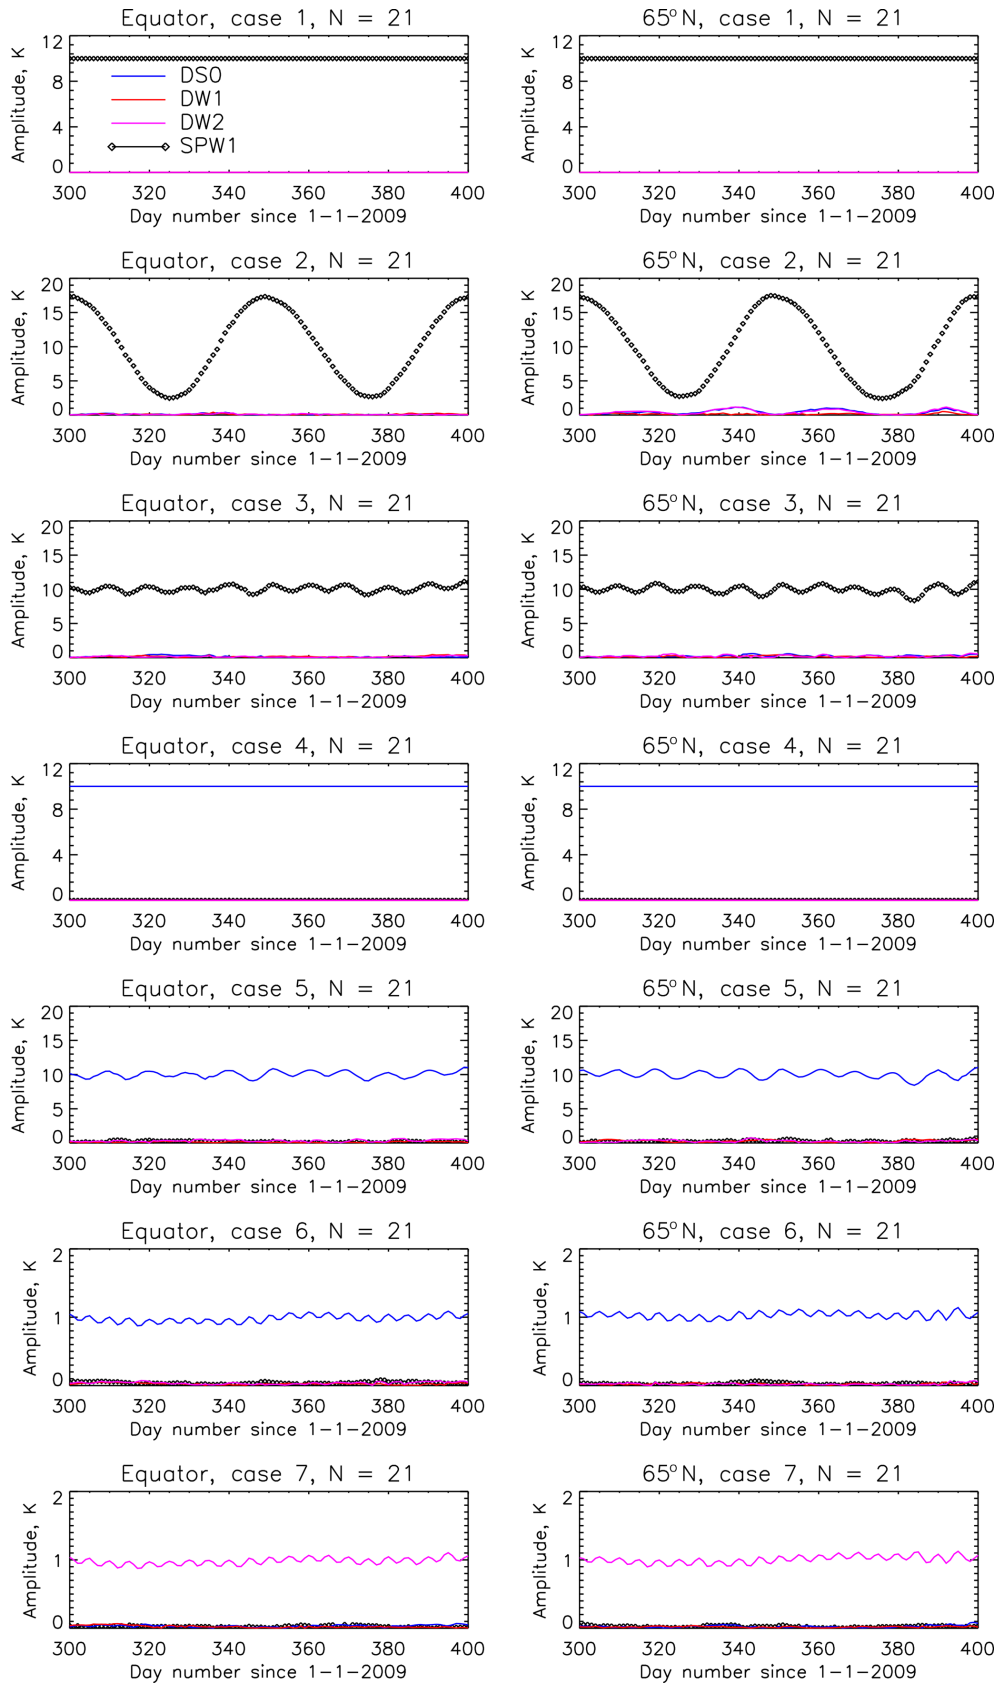 Equator, case 1, N = 21
12
8
4
0
Amplitude, K
DS0
DW1
DW2
SPW1
300 320 340 360 380 400
Day number since 1-1-2009
65°N, case 1, N = 21
12
8
4
0
Amplitude, K
300 320 340 360 380 400
Day number since 1-1-2009
Equator, case 2, N = 21
20
15
10
5
0
Amplitude, K
300 320 340 360 380 400
Day number since 1-1-2009
65°N, case 2, N = 21
20
15
10
5
0
Amplitude, K
300 320 340 360 380 400
Day number since 1-1-2009
Equator, case 3, N = 21
20
15
10
5
0
Amplitude, K
300 320 340 360 380 400
Day number since 1-1-2009
65°N, case 3, N = 21
20
15
10
5
0
Amplitude, K
300 320 340 360 380 400
Day number since 1-1-2009
Equator, case 4, N = 21
12
8
4
0
Amplitude, K
300 320 340 360 380 400
Day number since 1-1-2009
65°N, case 4, N = 21
12
8
4
0
Amplitude, K
300 320 340 360 380 400
Day number since 1-1-2009
Equator, case 5, N = 21
20
15
10
5
0
Amplitude, K
300 320 340 360 380 400
Day number since 1-1-2009
65°N, case 5, N = 21
20
15
10
5
0
Amplitude, K
300 320 340 360 380 400
Day number since 1-1-2009
Equator, case 6, N = 21
2
1
0
Amplitude, K
300 320 340 360 380 400
Day number since 1-1-2009
65°N, case 6, N = 21
2
1
0
Amplitude, K
300 320 340 360 380 400
Day number since 1-1-2009
Equator, case 7, N = 21
2
1
0
Amplitude, K
300 320 340 360 380 400
Day number since 1-1-2009
65°N, case 7, N = 21
2
1
0
Amplitude, K
300 320 340 360 380 400
Day number since 1-1-2009